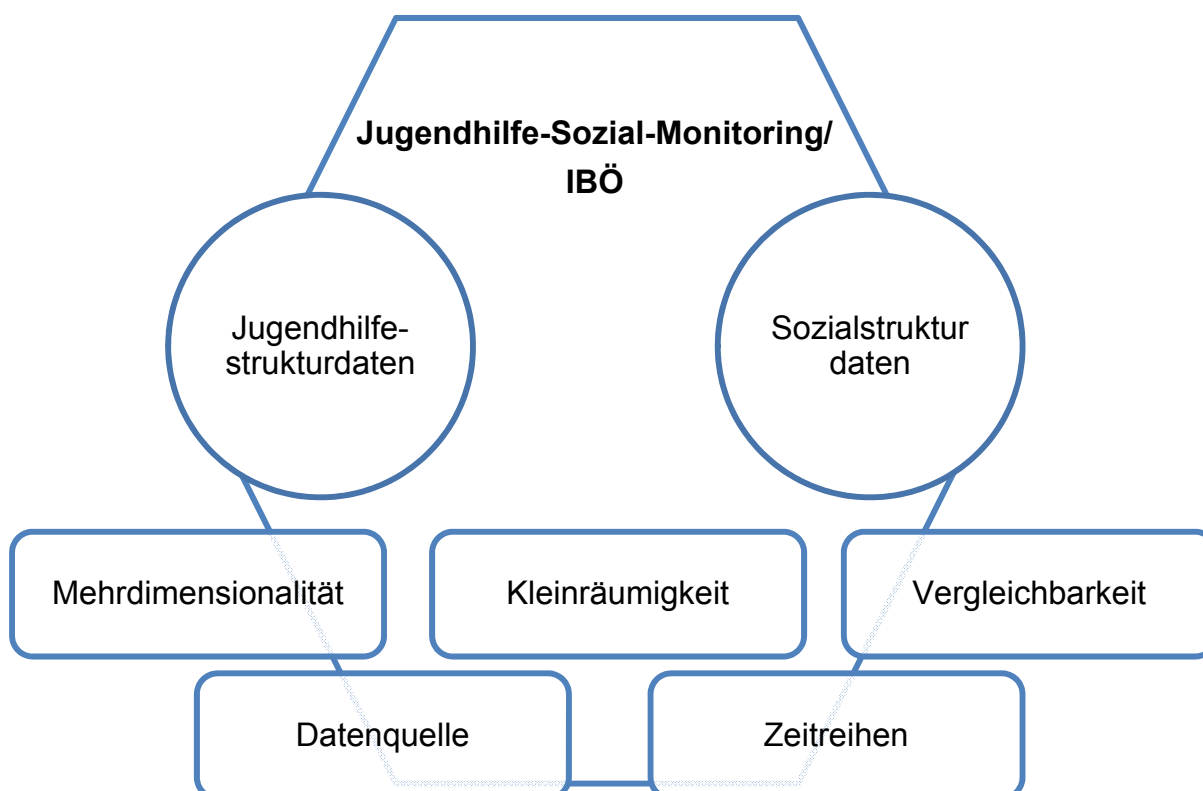 Jugendhilfe-Sozial-Monitoring/
IBÖ
Jugendhilfe-
strukturdaten
Sozialstruktur
daten
Mehrdimensionalität
Kleinräumigkeit
Vergleichbarkeit
Datenquelle
Zeitreihen